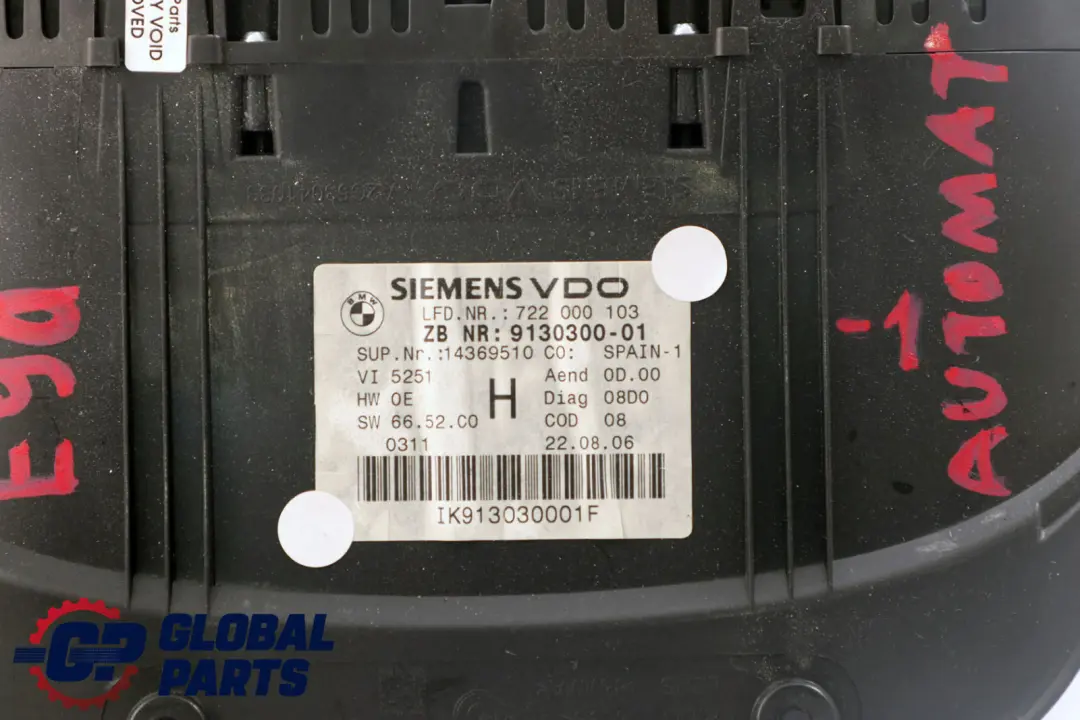 Parts
Y VOID
OVED
E90
-1
AUTOMAT
BMW
SIEMENS VDO
LFD.NR.: 722 000 103
ZB NR: 9130300-01
SUP.Nr.:14369510 CO: SPAIN-1
VI 5251 Aend 0D.00
HW 0E H Diag 08D0
SW 66.52.C0 COD 08
0311 22.08.06
IK913030001F
GP GLOBAL
PARTS